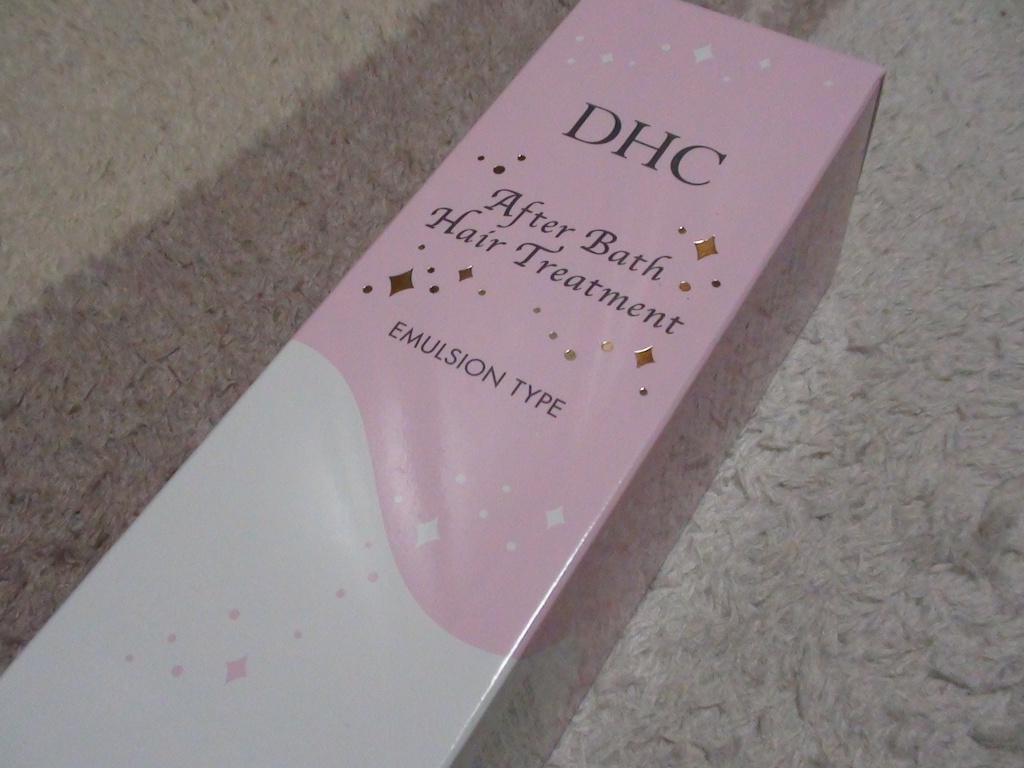 DHC
After Bath
Hair Treatment
EMULSION TYPE